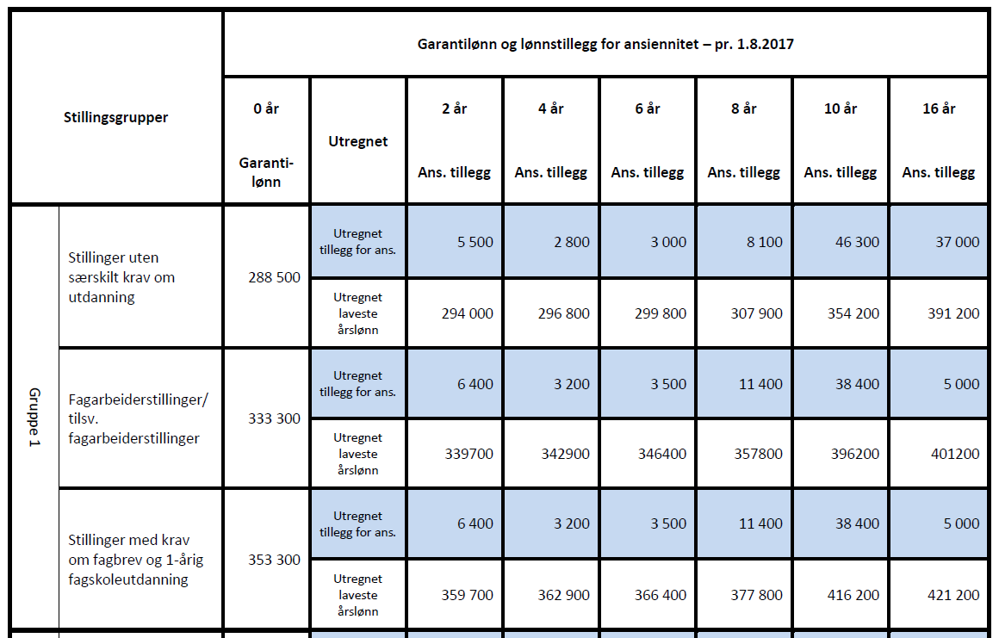 Garantilønn og lønnstillegg for ansiennitet – pr. 1.8.2017
Stillingsgrupper
0 år
Garanti-
lønn
Utregnet
2 år
Ans. tillegg
4 år
Ans. tillegg
6 år
Ans. tillegg
8 år
Ans. tillegg
10 år
Ans. tillegg
16 år
Ans. tillegg
Gruppe 1
Stillinger uten
særskilt krav om
utdanning
288 500
Utregnet
tillegg for ans.
5 500
2 800
3 000
8 100
46 300
37 000
Utregnet
laveste
årslønn
294 000
296 800
299 800
307 900
354 200
391 200
Fagarbeiderstillinger/
tilsv.
fagarbeiderstillinger
333 300
Utregnet
tillegg for ans.
6 400
3 200
3 500
11 400
38 400
5 000
Utregnet
laveste
årslønn
339700
342900
346400
357800
396200
401200
Stillinger med krav
om fagbrev og 1-årig
fagskoleutdanning
353 300
Utregnet
tillegg for ans.
6 400
3 200
3 500
11 400
38 400
5 000
Utregnet
laveste
årslønn
359 700
362 900
366 400
377 800
416 200
421 200